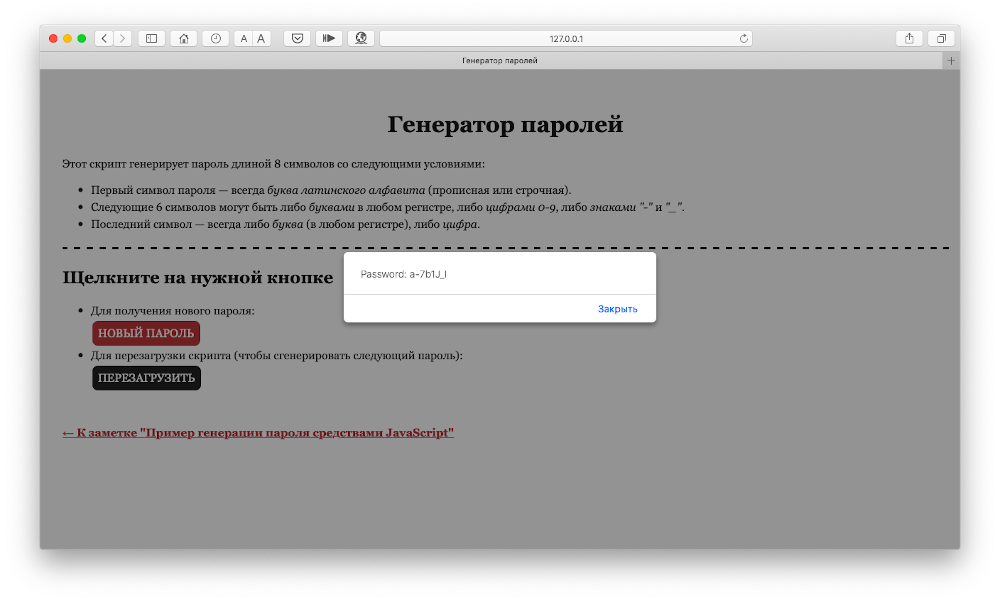 A A
127.0.0.1
Генератор паролей
Генератор паролей
Этот скрипт генерирует пароль длиной 8 символов со следующими условиями:
Первый символ пароля — всегда буква латинского алфавита (прописная или строчная).
Следующие 6 символов могут быть либо буквами в любом регистре, либо цифрами 0-9, либо знаками "-" и "_".
Последний символ — всегда либо буква (в любом регистре), либо цифра.
Щелкните на нужной кнопке
Password: a-7b1J_l
Закрыть
Для получения нового пароля:
НОВЫЙ ПАРОЛЬ
Для перезагрузки скрипта (чтобы сгенерировать следующий пароль):
ПЕРЕЗАГРУЗИТЬ
← К заметке "Пример генерации пароля средствами JavaScript"